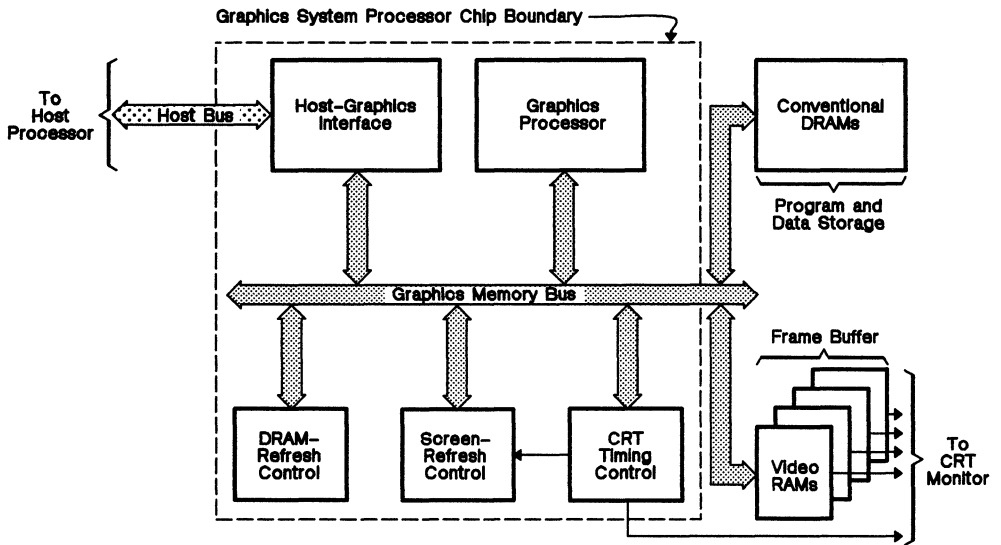 Graphics System Processor Chip Boundary
To
Host
Processor
Host Bus
Host-Graphics
Interface
Graphics
Processor
Conventional
DRAMs
Program and
Data Storage
Graphics Memory Bus
Frame Buffer
DRAM-
Refresh
Control
Screen-
Refresh
Control
CRT
Timing
Control
Video
RAMs
To
CRT
Monitor